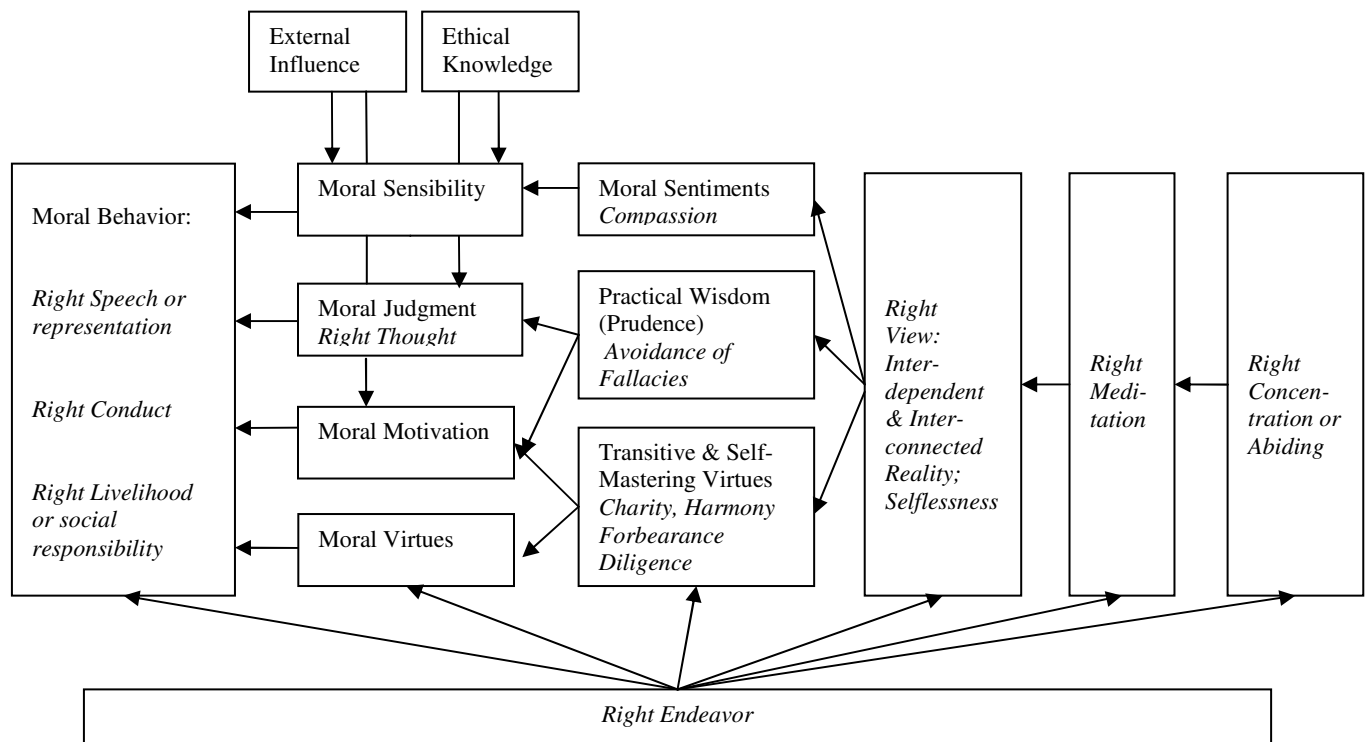 External
Influence
Ethical
Knowledge
Moral Behavior:
Right Speech or
representation
Right Conduct
Right Livelihood
or social
responsibility
Moral Sensibility
Moral Judgment
Right Thought
Moral Motivation
Moral Virtues
Moral Sentiments
Compassion
Practical Wisdom
(Prudence)
Avoidance of
Fallacies
Transitive & Self-
Mastering Virtues
Charity, Harmony
Forbearance
Diligence
Right
View:
Inter-
dependent
& Inter-
connected
Reality;
Selflessness
Right
Medi-
tation
Right
Concen-
tration or
Abiding
Right Endeavor